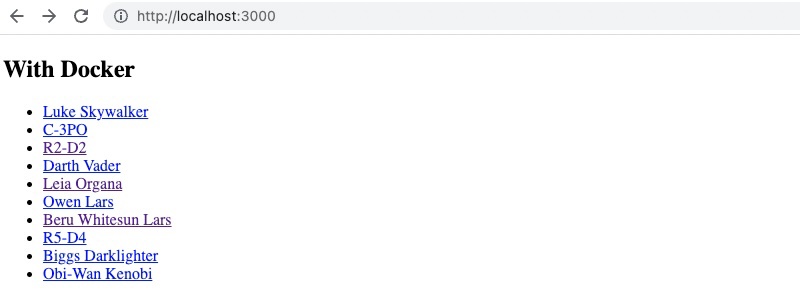 http://localhost:3000
With Docker
Luke Skywalker
C-3PO
R2-D2
Darth Vader
Leia Organa
Owen Lars
Beru Whitesun Lars
R5-D4
Biggs Darklighter
Obi-Wan Kenobi